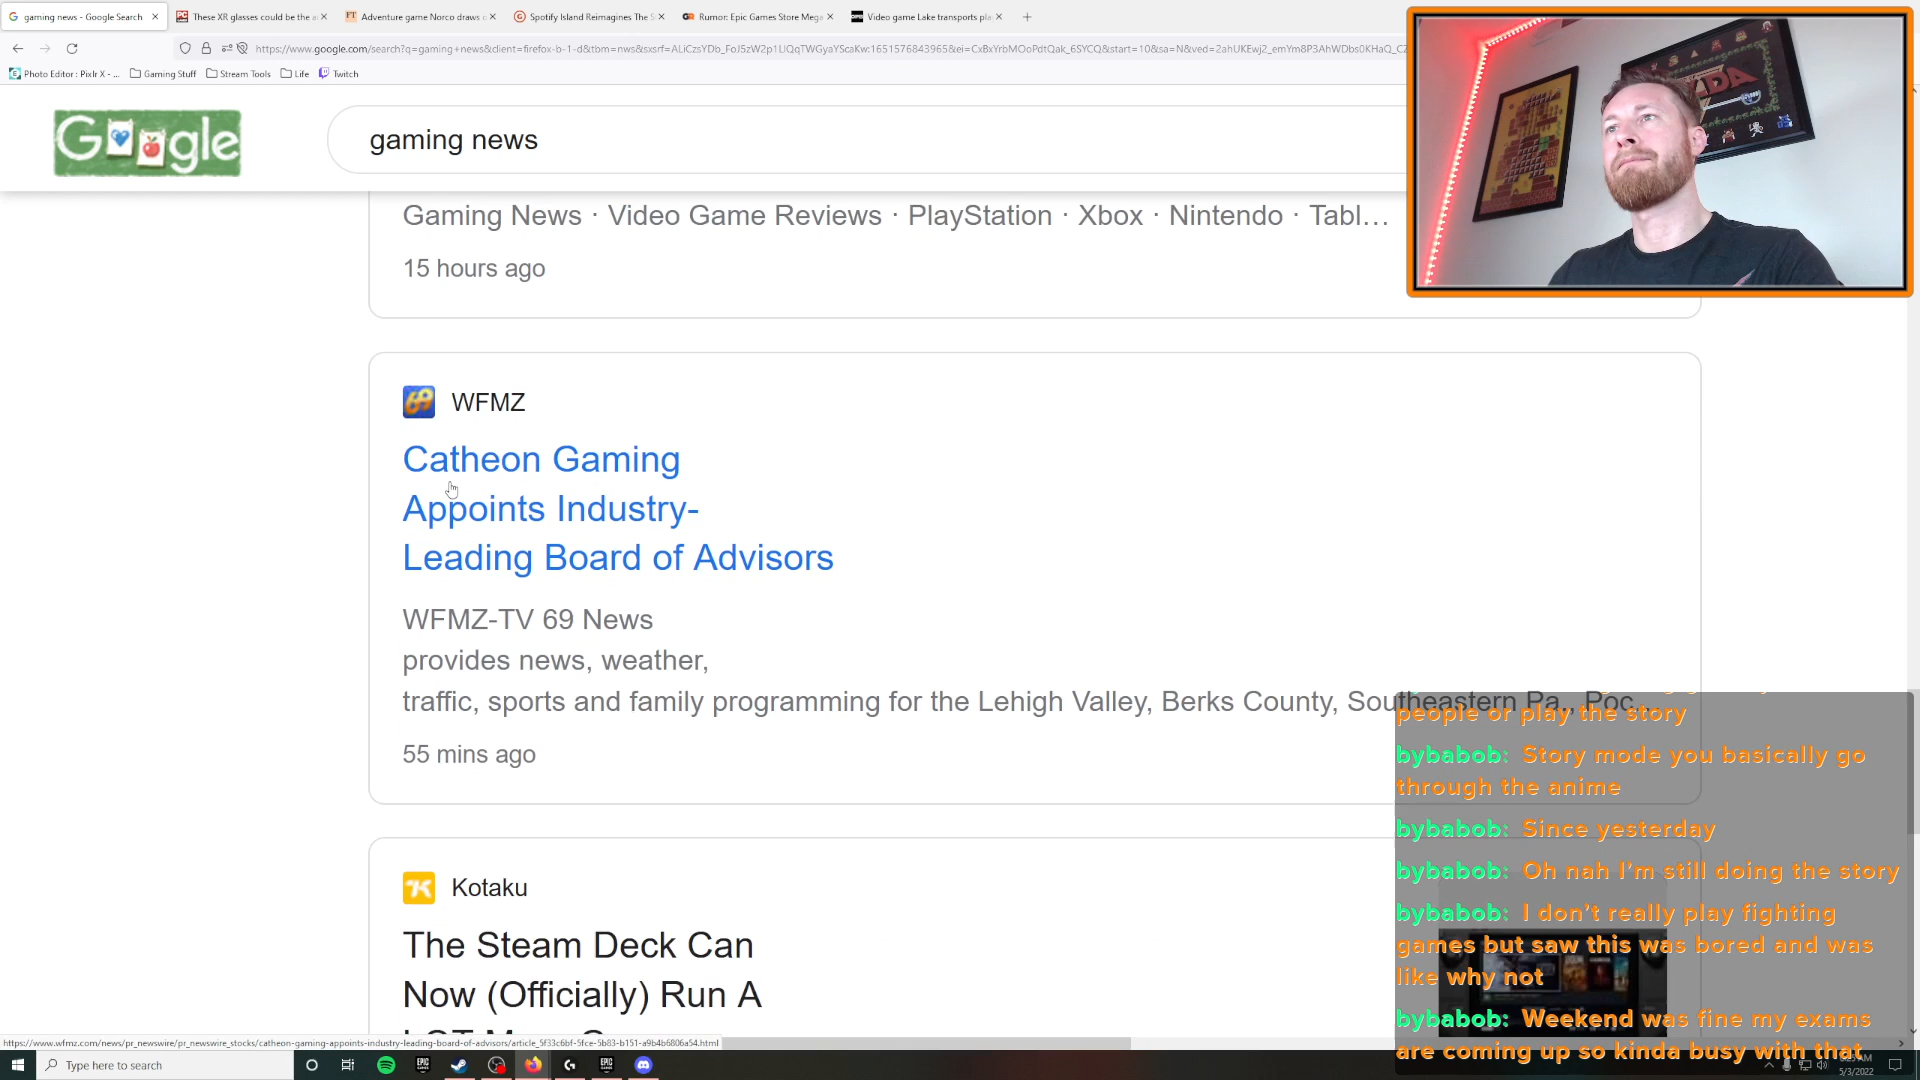 gaming news - Google Search
These XR glasses could be the a
Adventure game Norco draws o
Spotify Island Reimagines The S
Rumor: Epic Games Store Mega
Video game Lake transports pla
Photo Editor : Pixlr X - ...
Gaming Stuff
Stream Tools
Life
Twitch
Google
gaming news
Gaming News · Video Game Reviews · PlayStation · Xbox · Nintendo · Tabl...
15 hours ago
WFMZ
Catheon Gaming
Appoints Industry-
Leading Board of Advisors
WFMZ-TV 69 News
provides news, weather,
traffic, sports and family programming for the Lehigh Valley, Berks County, Southeastern Pa., Poc...
55 mins ago
Kotaku
The Steam Deck Can
Now (Officially) Run A
people or play the story
bybabob: Story mode you basically go
through the anime
bybabob: Since yesterday
bybabob: Oh nah I'm still doing the story
bybabob: I don't really play fighting
games but saw this was bored and was
like why not
bybabob: Weekend was fine my exams
are coming up so kinda busy with that
Type here to search
5/3/2022